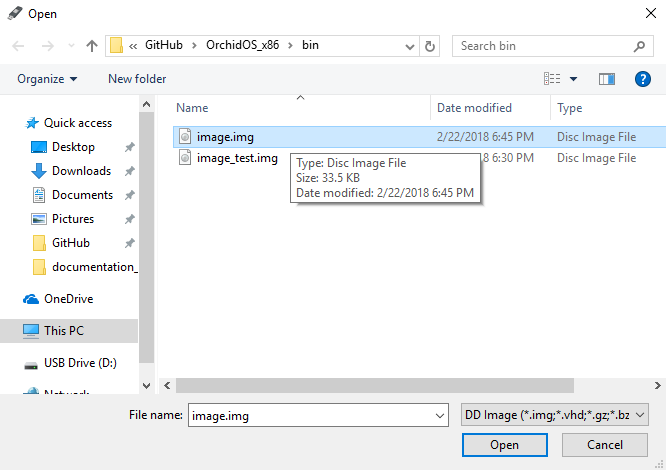 Open
« GitHub > OrchidOS_x86 > bin
Search bin
Organize
New folder
Name
Date modified
Type
Quick access
Desktop
Downloads
Documents
Pictures
GitHub
documentation_
OneDrive
This PC
USB Drive (D:)
Network
image.img 2/22/2018 6:45 PM Disc Image File
image_test.img 8 6:30 PM Disc Image File
Type: Disc Image File
Size: 33.5 KB
Date modified: 2/22/2018 6:45 PM
File name: image.img
DD Image (*.img;*.vhd;*.gz;*.bz
Open
Cancel